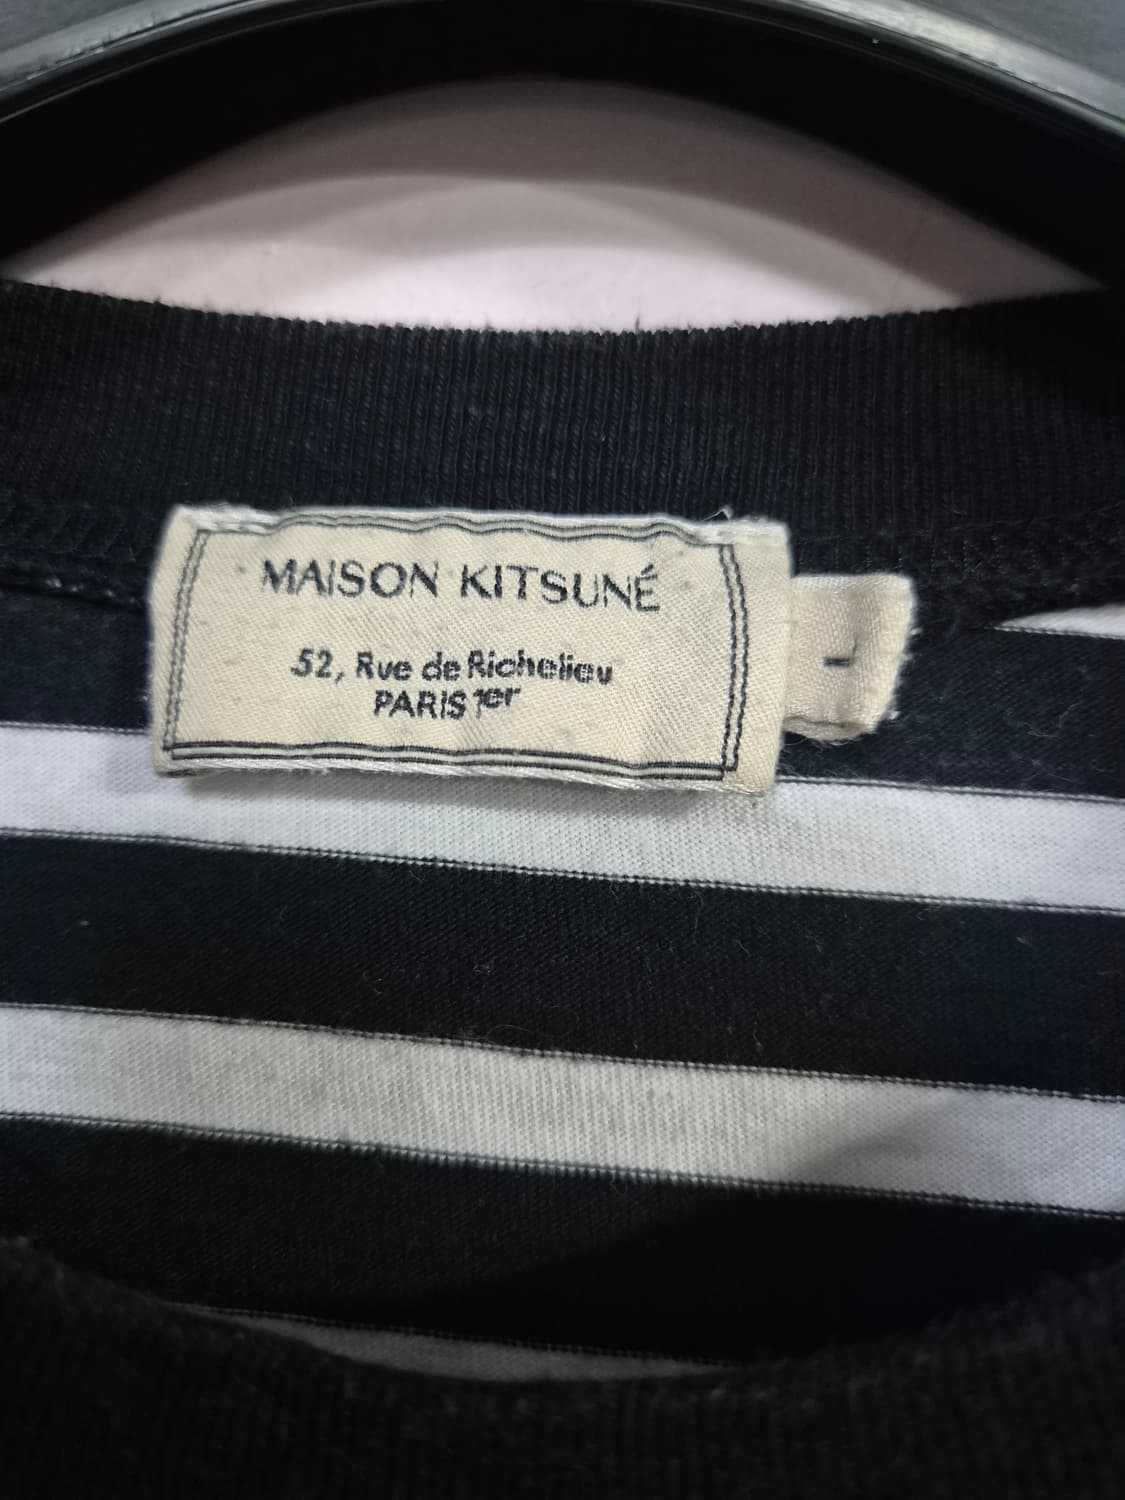 MAISON KITSUNÉ
52, Rue de Richelieu
PARIS 1er